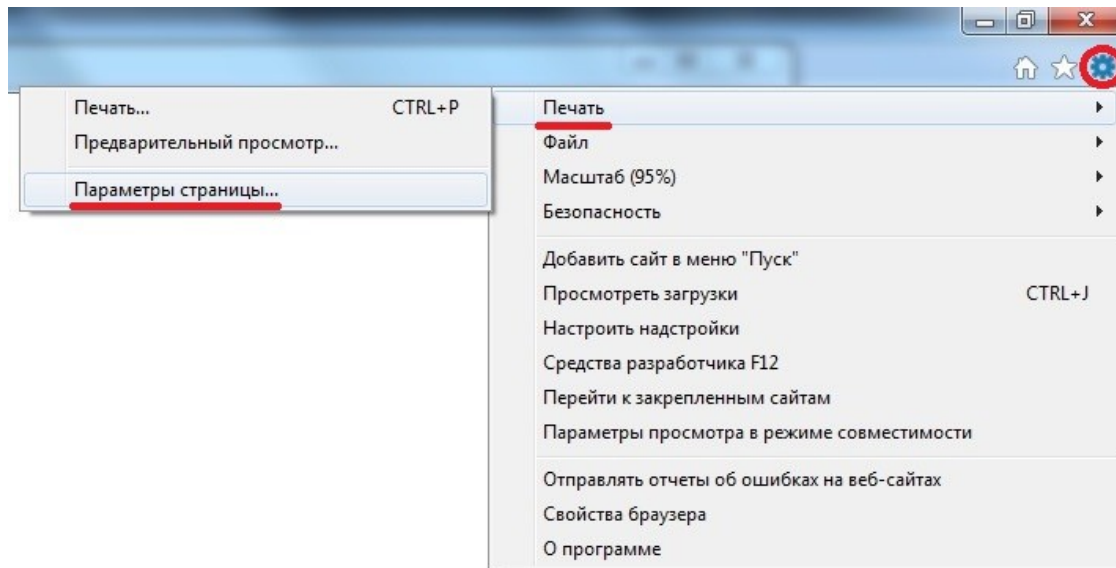 Печать... CTRL+P
Предварительный просмотр...
Параметры страницы...
Печать
Файл
Масштаб (95%)
Безопасность
Добавить сайт в меню "Пуск"
Просмотреть загрузки CTRL+J
Настроить надстройки
Средства разработчика F12
Перейти к закрепленным сайтам
Параметры просмотра в режиме совместимости
Отправлять отчеты об ошибках на веб-сайтах
Свойства браузера
О программе